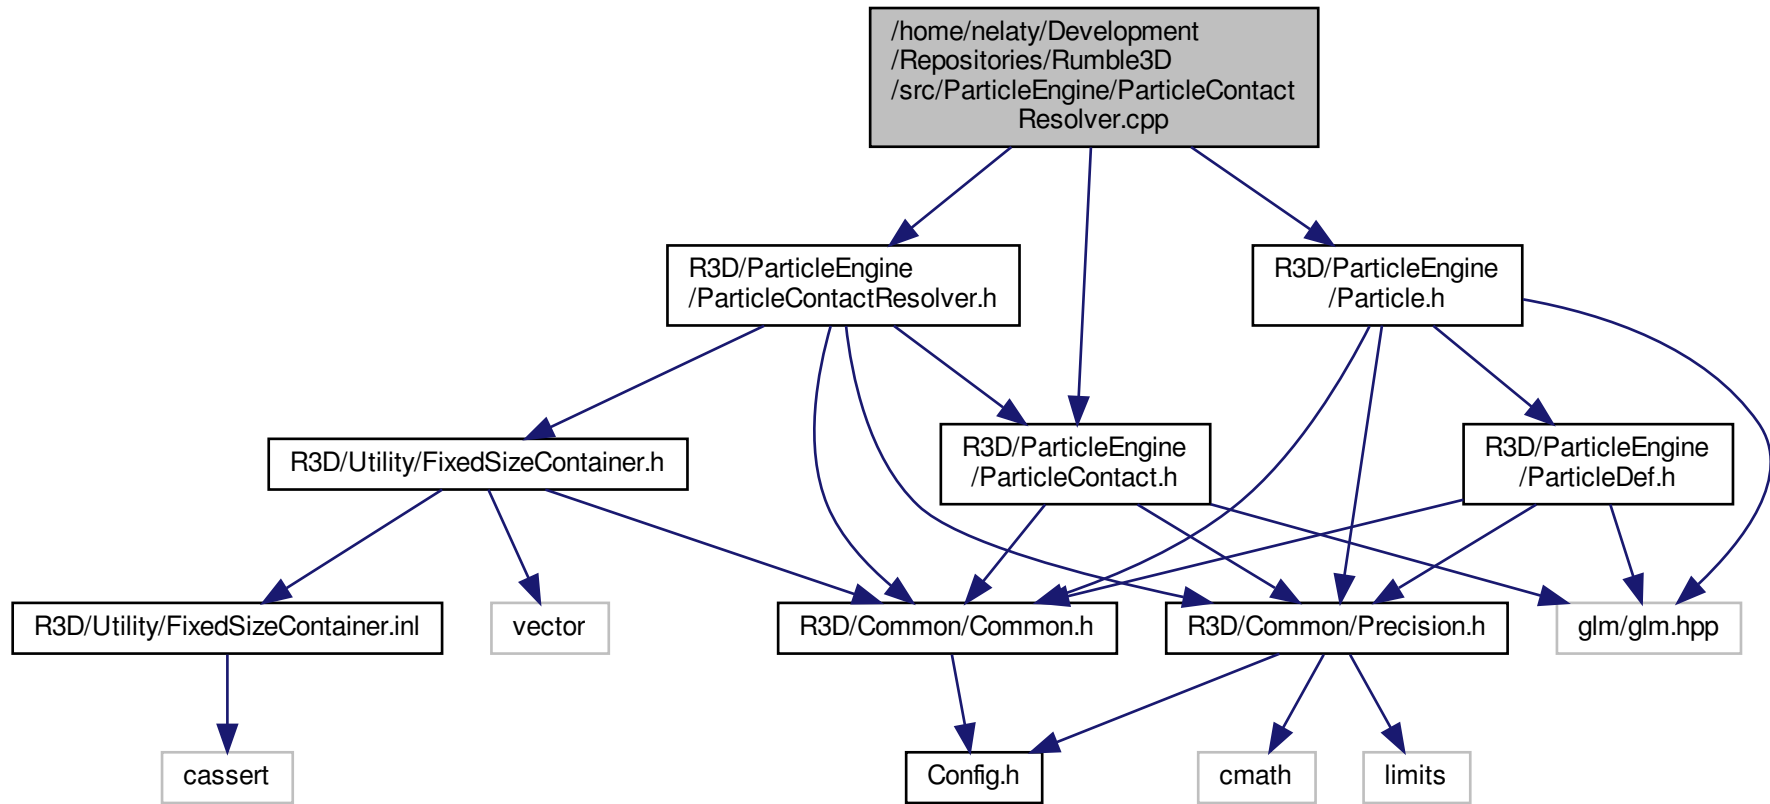 /home/nelaty/Development
/Repositories/Rumble3D
/src/ParticleEngine/ParticleContact
Resolver.cpp
R3D/ParticleEngine
/ParticleContactResolver.h
R3D/ParticleEngine
/Particle.h
R3D/Utility/FixedSizeContainer.h
R3D/ParticleEngine
/ParticleContact.h
R3D/ParticleEngine
/ParticleDef.h
R3D/Utility/FixedSizeContainer.inl
vector
R3D/Common/Common.h
R3D/Common/Precision.h
glm/glm.hpp
cassert
Config.h
cmath
limits